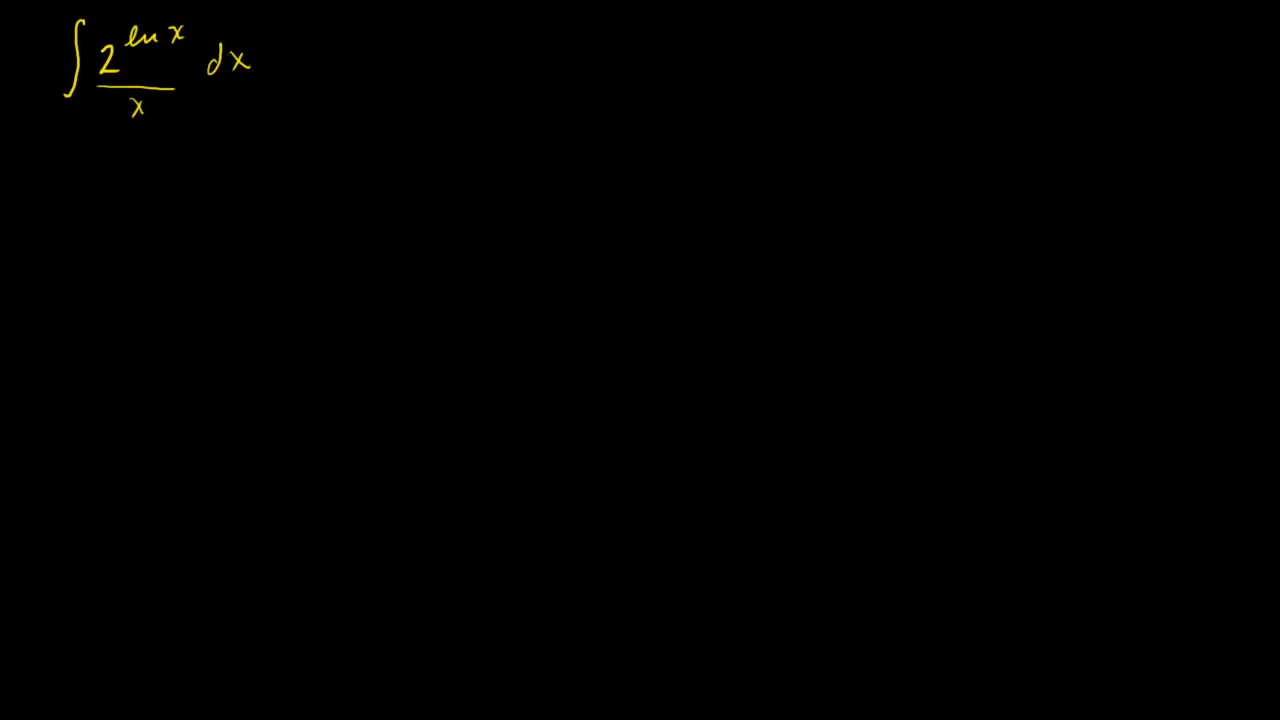 ∫ 2^{ln x}/x dx